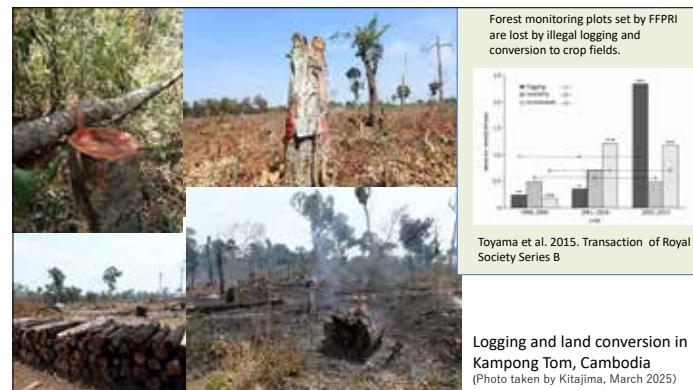 Forest monitoring plots set by FFPRI
are lost by illegal logging and
conversion to crop fields.
logging
Toyama et al. 2015. Transaction of Royal
Society Series B
Logging and land conversion in
Kampong Tom, Cambodia
(Photo taken by Kitajima, March 2025)